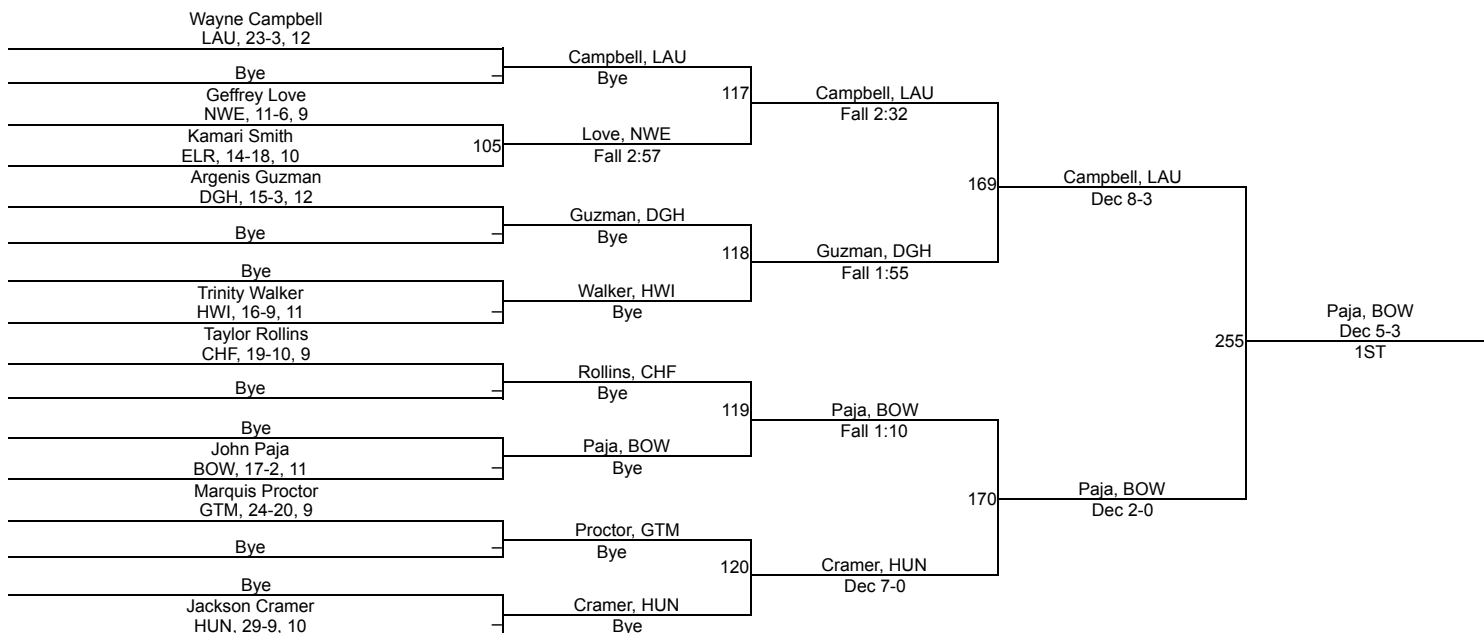 Wayne Campbell
LAU, 23-3, 12
Bye
–
Geffrey Love
NWE, 11-6, 9
Kamari Smith
ELR, 14-18, 10
105
Argenis Guzman
DGH, 15-3, 12
Bye
–
Bye
Trinity Walker
HWI, 16-9, 11
–
Taylor Rollins
CHF, 19-10, 9
Bye
–
Bye
John Paja
BOW, 17-2, 11
–
Marquis Proctor
GTM, 24-20, 9
Bye
–
Bye
Jackson Cramer
HUN, 29-9, 10
–
Campbell, LAU
Bye
117
Love, NWE
Fall 2:57
Guzman, DGH
Bye
118
Walker, HWI
Bye
Rollins, CHF
Bye
119
Paja, BOW
Bye
Proctor, GTM
Bye
120
Cramer, HUN
Bye
Campbell, LAU
Fall 2:32
169
Guzman, DGH
Fall 1:55
Paja, BOW
Fall 1:10
170
Cramer, HUN
Dec 7-0
Campbell, LAU
Dec 8-3
255
Paja, BOW
Dec 2-0
Paja, BOW
Dec 5-3
1ST